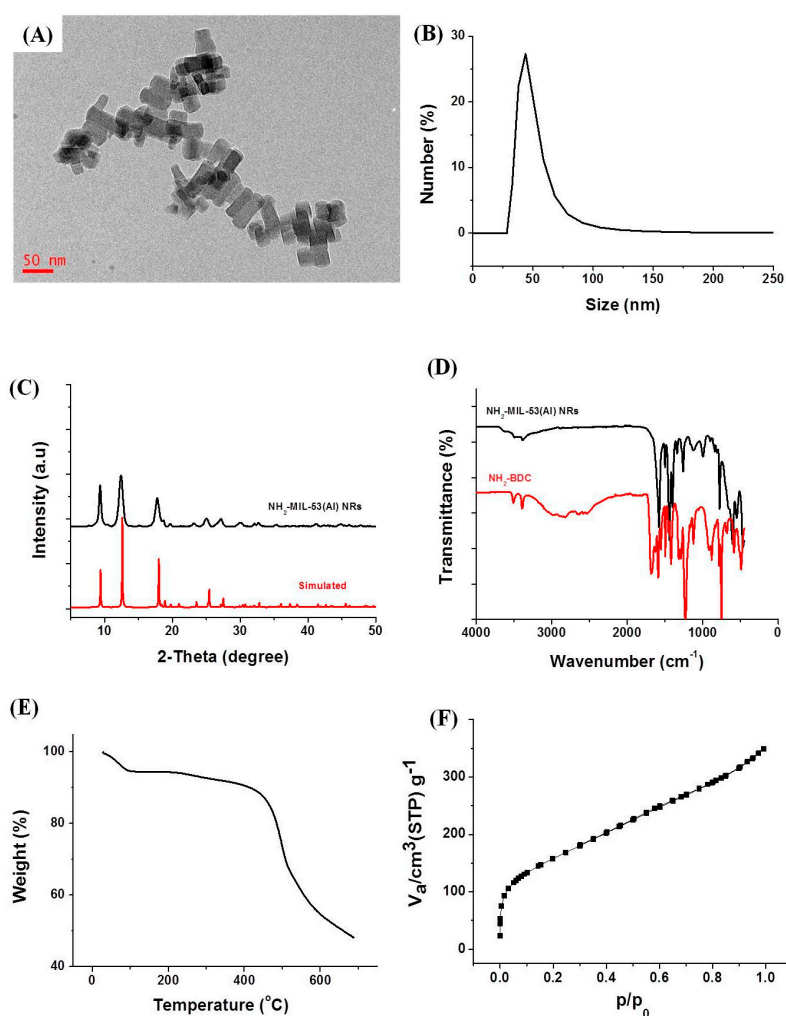 (A)
50 nm
(B)
30
20
10
0
Number (%)
0 50 100 150 200 250
Size (nm)
(C)
Intensity (a.u)
NH₂-MIL-53(Al) NRs
Simulated
10 20 30 40 50
2-Theta (degree)
(D)
Transmittance (%)
NH₂-MIL-53(Al) NRs
NH₂-BDC
4000 3000 2000 1000 0
Wavenumber (cm⁻¹)
(E)
100
80
60
40
Weight (%)
0 200 400 600
Temperature (°C)
(F)
300
200
100
0
Va/cm³(STP) g⁻¹
0.0 0.2 0.4 0.6 0.8 1.0
p/p₀